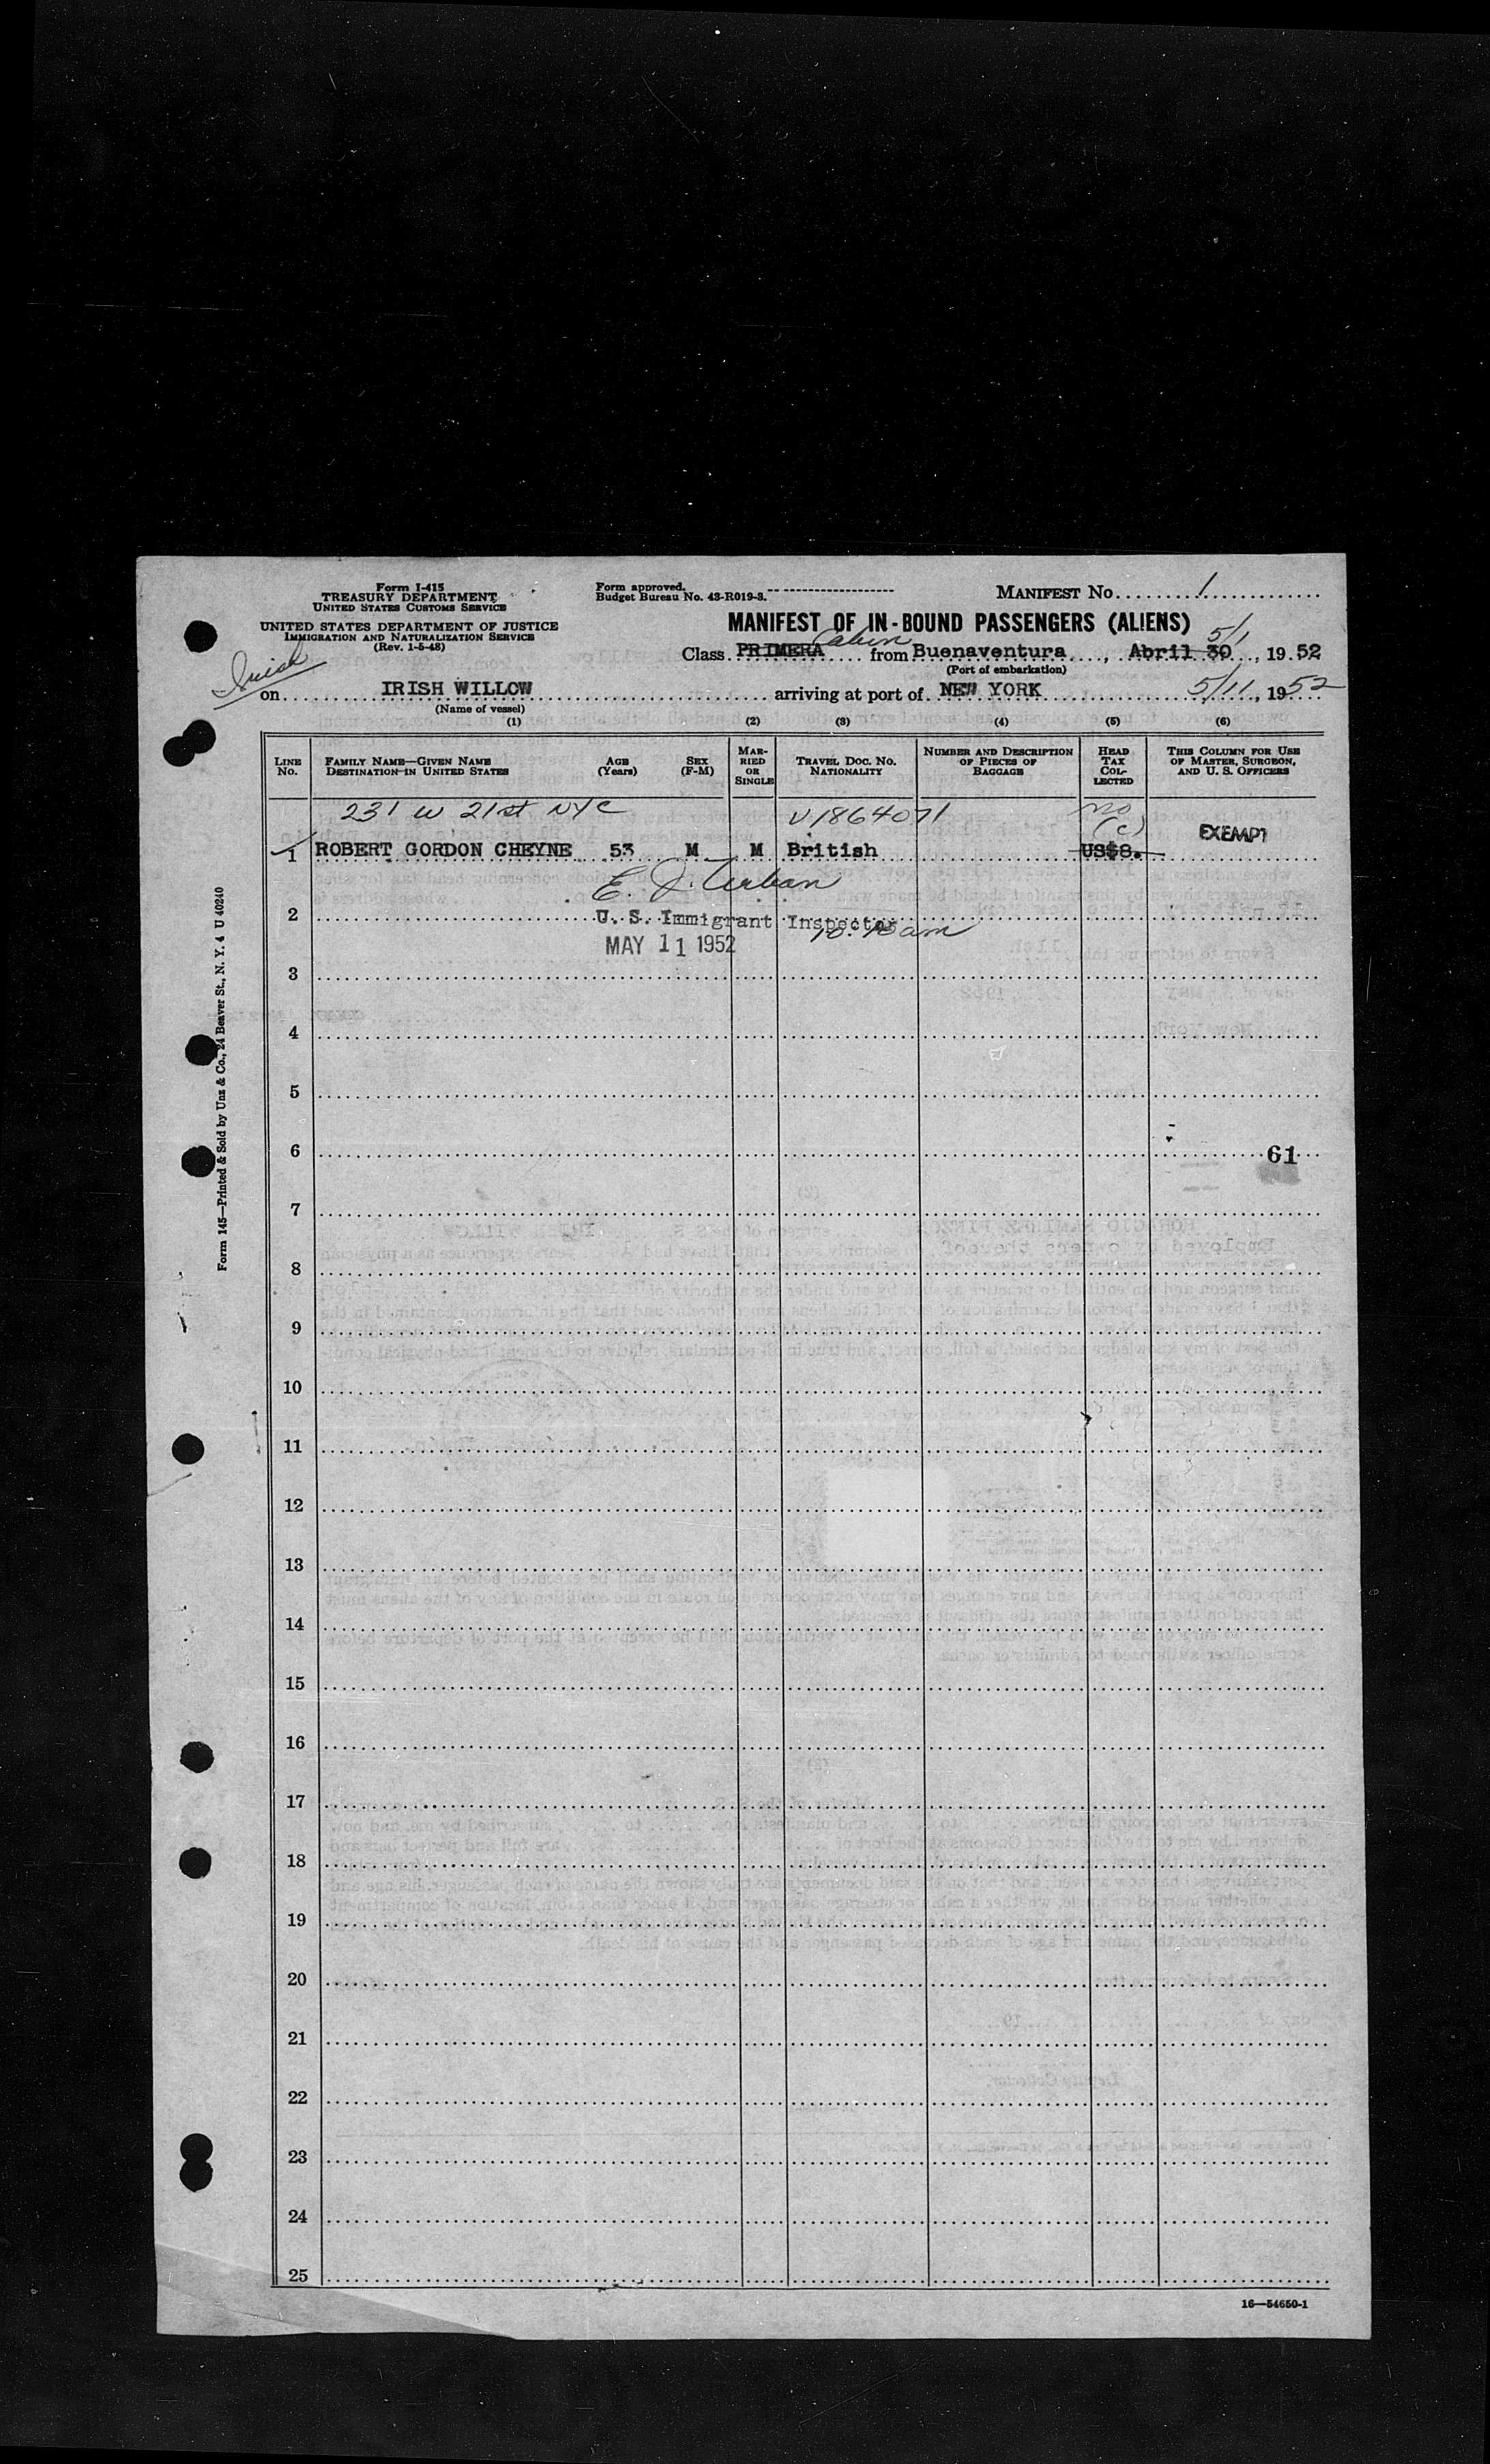 Form I-415
TREASURY DEPARTMENT
UNITED STATES CUSTOMS SERVICE
UNITED STATES DEPARTMENT OF JUSTICE
IMMIGRATION AND NATURALIZATION SERVICE
(Rev. 1-5-48)
Form approved.
Budget Bureau No. 43-R019-3.
MANIFEST No. 1
MANIFEST OF IN-BOUND PASSENGERS (ALIENS)
Cabin 5/1
Class PRIMERA from Buenaventura, Abril 30, 19 52
(Port of embarkation)
Irish
on IRISH WILLOW arriving at port of NEW YORK 5/11, 1952
(Name of vessel)
(1) (2) (3) (4) (5) (6)
LINE No. FAMILY NAME—GIVEN NAME DESTINATION IN UNITED STATES AGE (Years) SEX (F-M) MARRIED OR SINGLE TRAVEL DOC. NO. NATIONALITY NUMBER AND DESCRIPTION OF PIECES OF BAGGAGE HEAD TAX COLLECTED THIS COLUMN FOR USE OF MASTER, SURGEON, AND U. S. OFFICERS
231 W 21st NYC V1864071 no
(c) EXEMPT
1 ROBERT GORDON CHEYNE 53 M M British US$8.
E. J. Urban
2 U. S. Immigrant Inspector
MAY 11 1952
3
4
5
6 61
7
8
9
10
11
12
13
14
15
16
17
18
19
20
21
22
23
24
25
16—54650-1
Form 145—Printed & Sold by Unz & Co., 24 Beaver St., N. Y. 4 U 40240